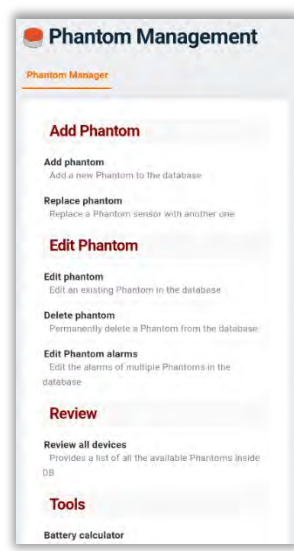 Phantom Management
Phantom Manager
Add Phantom
Add phantom
Add a new Phantom to the database
Replace phantom
Replace a Phantom sensor with another one
Edit Phantom
Edit phantom
Edit an existing Phantom in the database
Delete phantom
Permanently delete a Phantom from the database
Edit Phantom alarms
Edit the alarms of multiple Phantoms in the
database
Review
Review all devices
Provides a list of all the available Phantoms inside
DB
Tools
Battery calculator